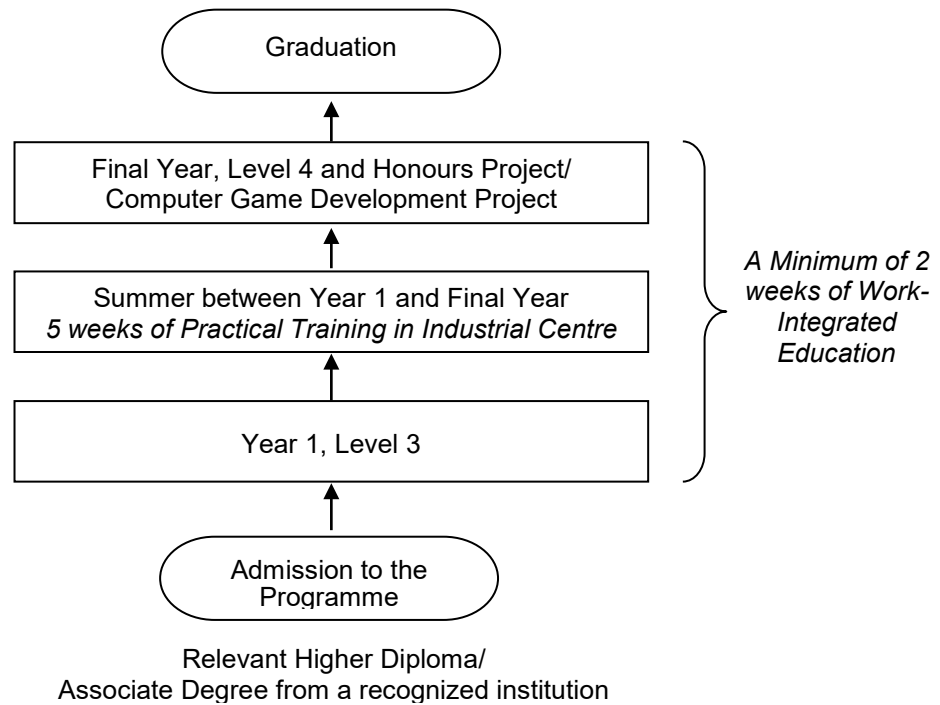 Graduation
Final Year, Level 4 and Honours Project/
Computer Game Development Project
Summer between Year 1 and Final Year
5 weeks of Practical Training in Industrial Centre
Year 1, Level 3
A Minimum of 2
weeks of Work-
Integrated
Education
Admission to the
Programme
Relevant Higher Diploma/
Associate Degree from a recognized institution